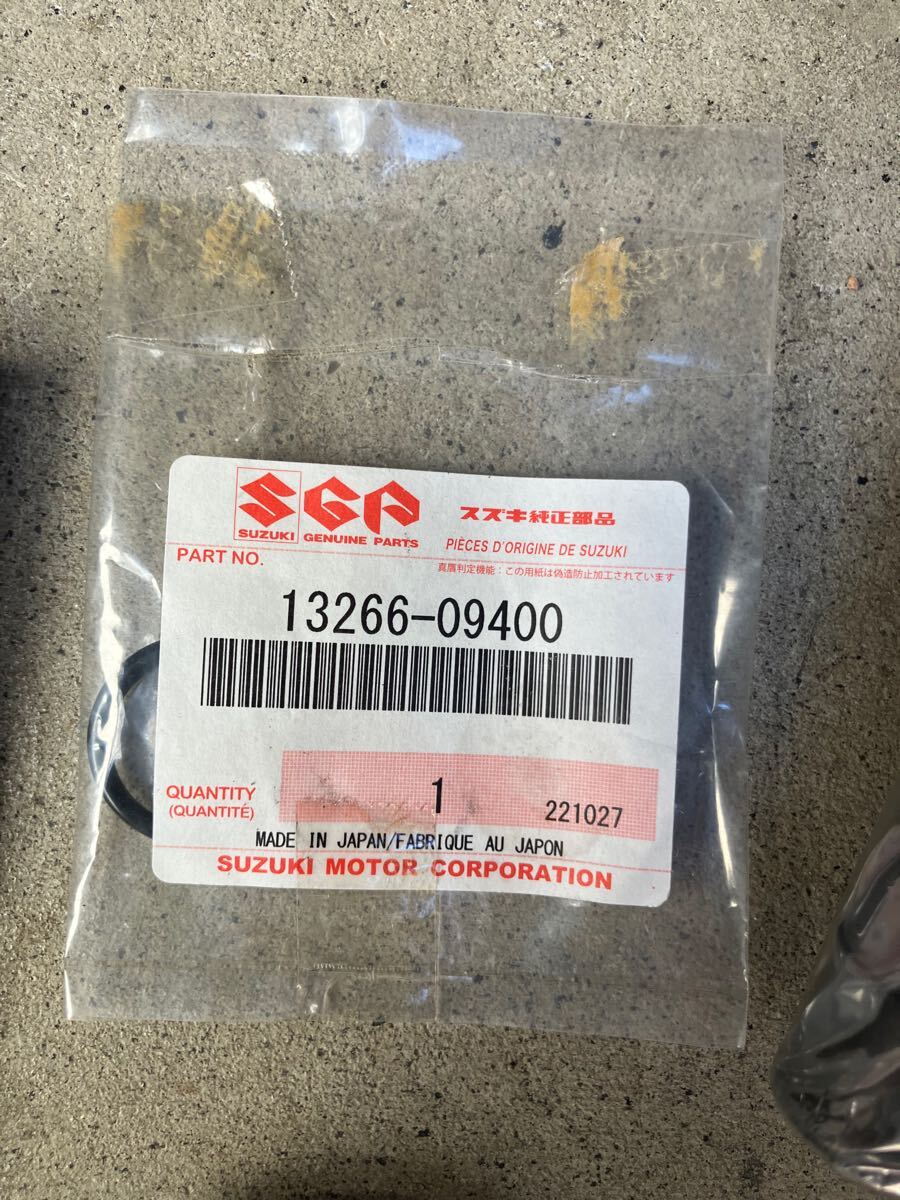 SGP
SUZUKI GENUINE PARTS
スズキ純正部品
PIÈCES D'ORIGINE DE SUZUKI
PART NO.
真贋判定機能：この用紙は偽造防止加工されています
13266-09400
QUANTITY
(QUANTITÉ)
1
221027
MADE IN JAPAN/FABRIQUE AU JAPON
SUZUKI MOTOR CORPORATION